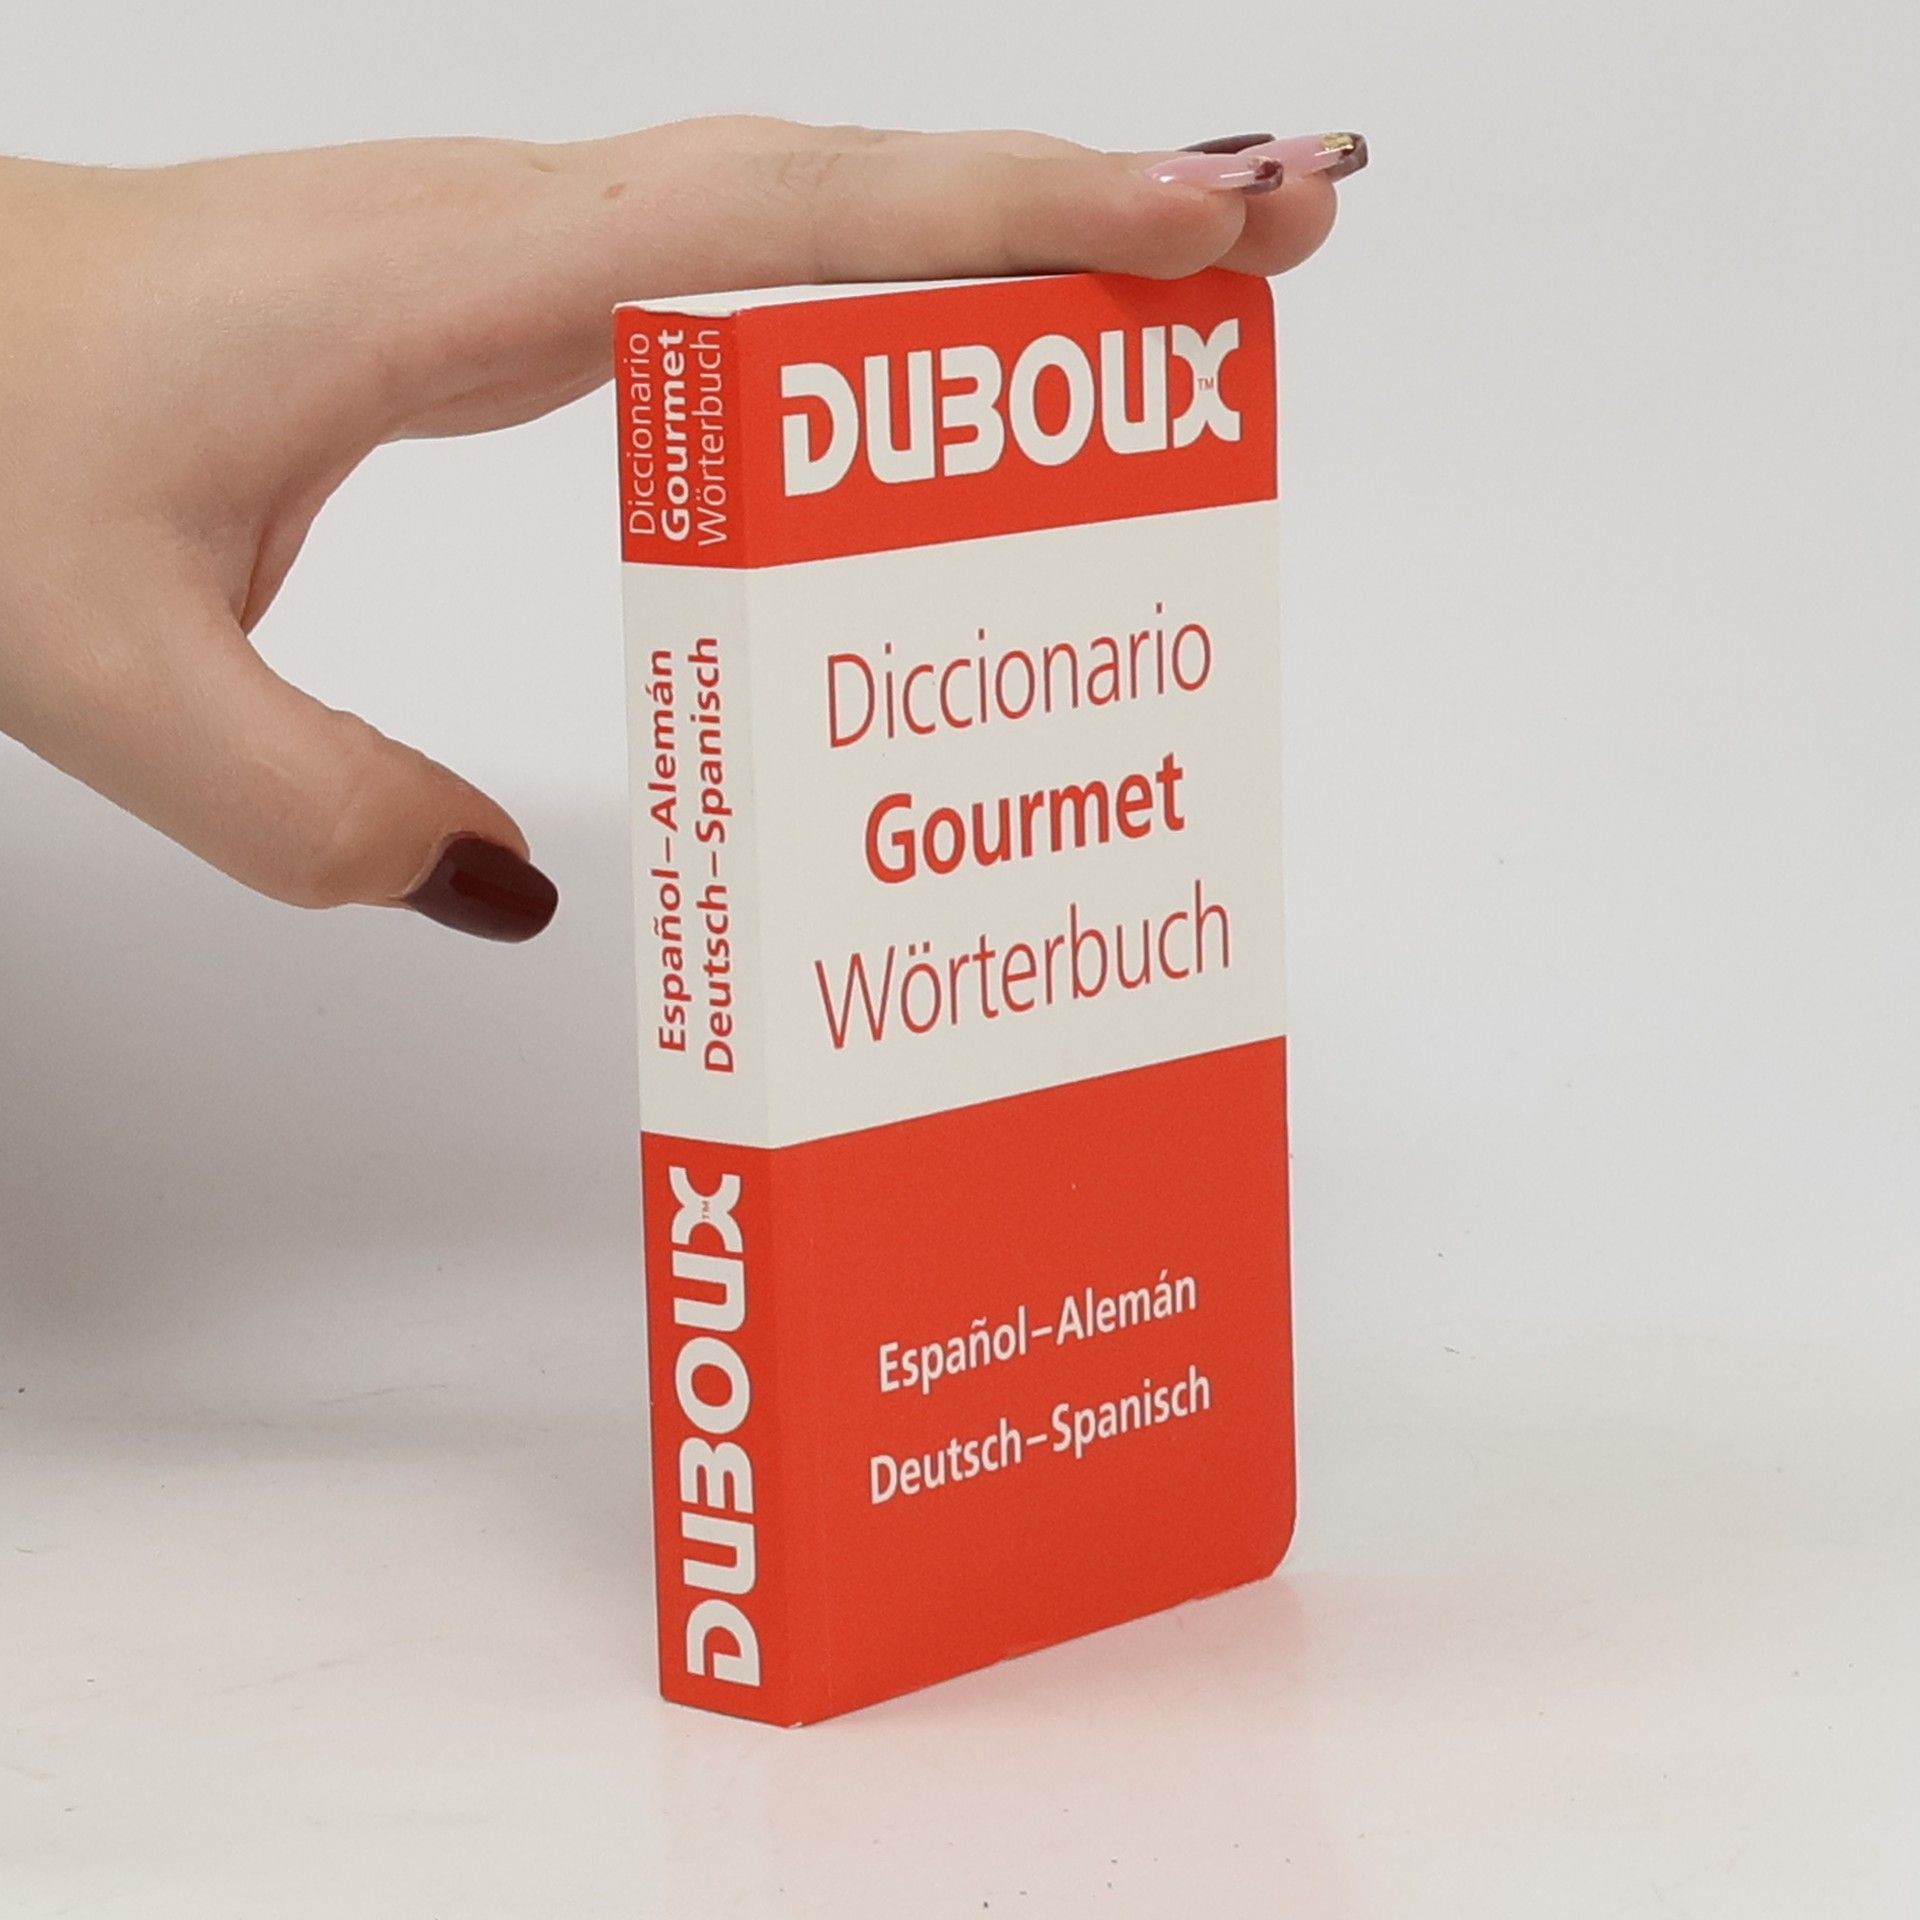 Diccionario
Gourmet
Wörterbuch
Español–Alemán
Deutsch–Spanisch
DUBOUX™
DUBOUX™
Diccionario
Gourmet
Wörterbuch
Español–Alemán
Deutsch–Spanisch